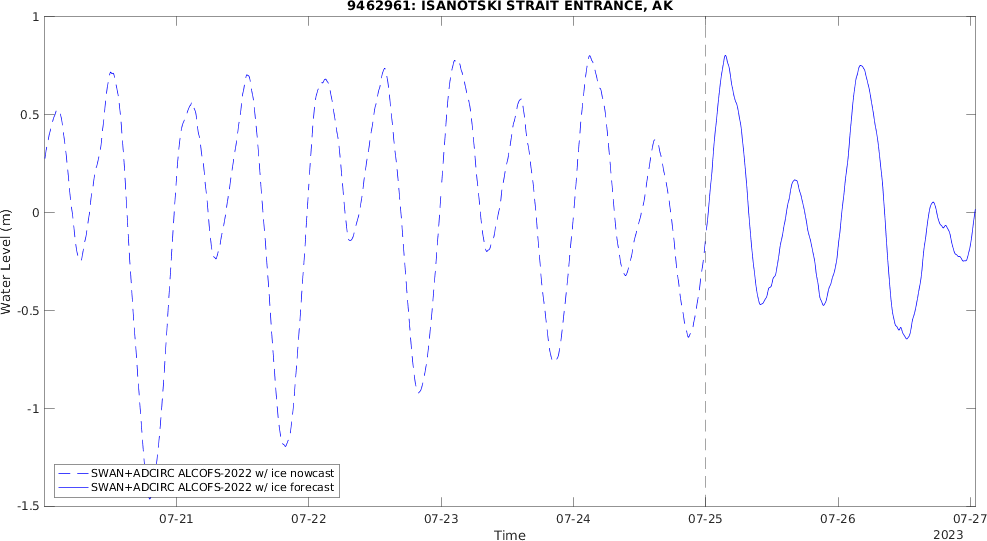 9462961: ISANOTSKI STRAIT ENTRANCE, AK
1
0.5
0
-0.5
-1
-1.5
Water Level (m)
SWAN+ADCIRC ALCOFS-2022 w/ ice nowcast
SWAN+ADCIRC ALCOFS-2022 w/ ice forecast
07-21 07-22 07-23 07-24 07-25 07-26 07-27
Time
2023